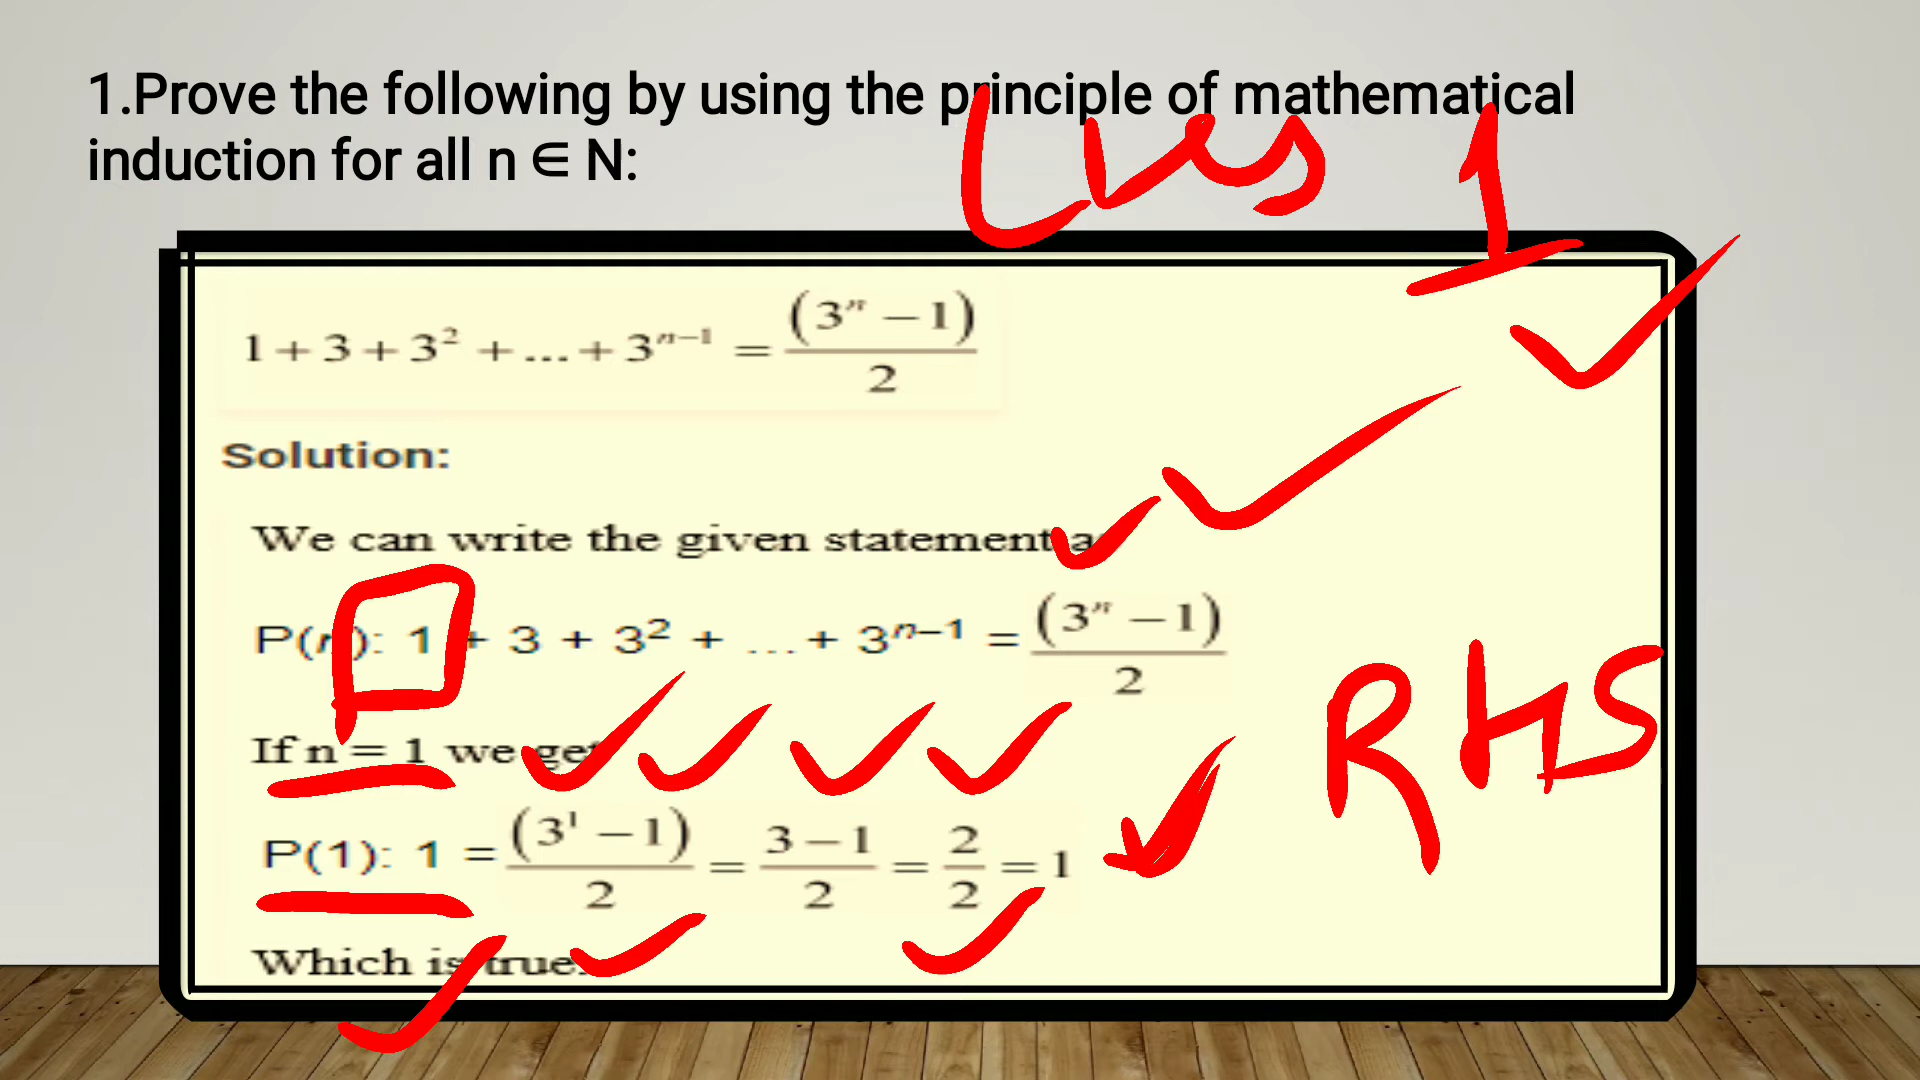 1.Prove the following by using the principle of mathematical
induction for all n ∈ N:
1 + 3 + 3² + ... + 3ⁿ⁻¹ = (3ⁿ − 1) / 2
Solution:
We can write the given statement as
P(n): 1 + 3 + 3² + ... + 3ⁿ⁻¹ = (3ⁿ − 1) / 2
RHS
If n = 1 we get
P(1): 1 = (3¹ − 1) / 2 = 3 − 1 / 2 = 2 / 2 = 1
Which is true.